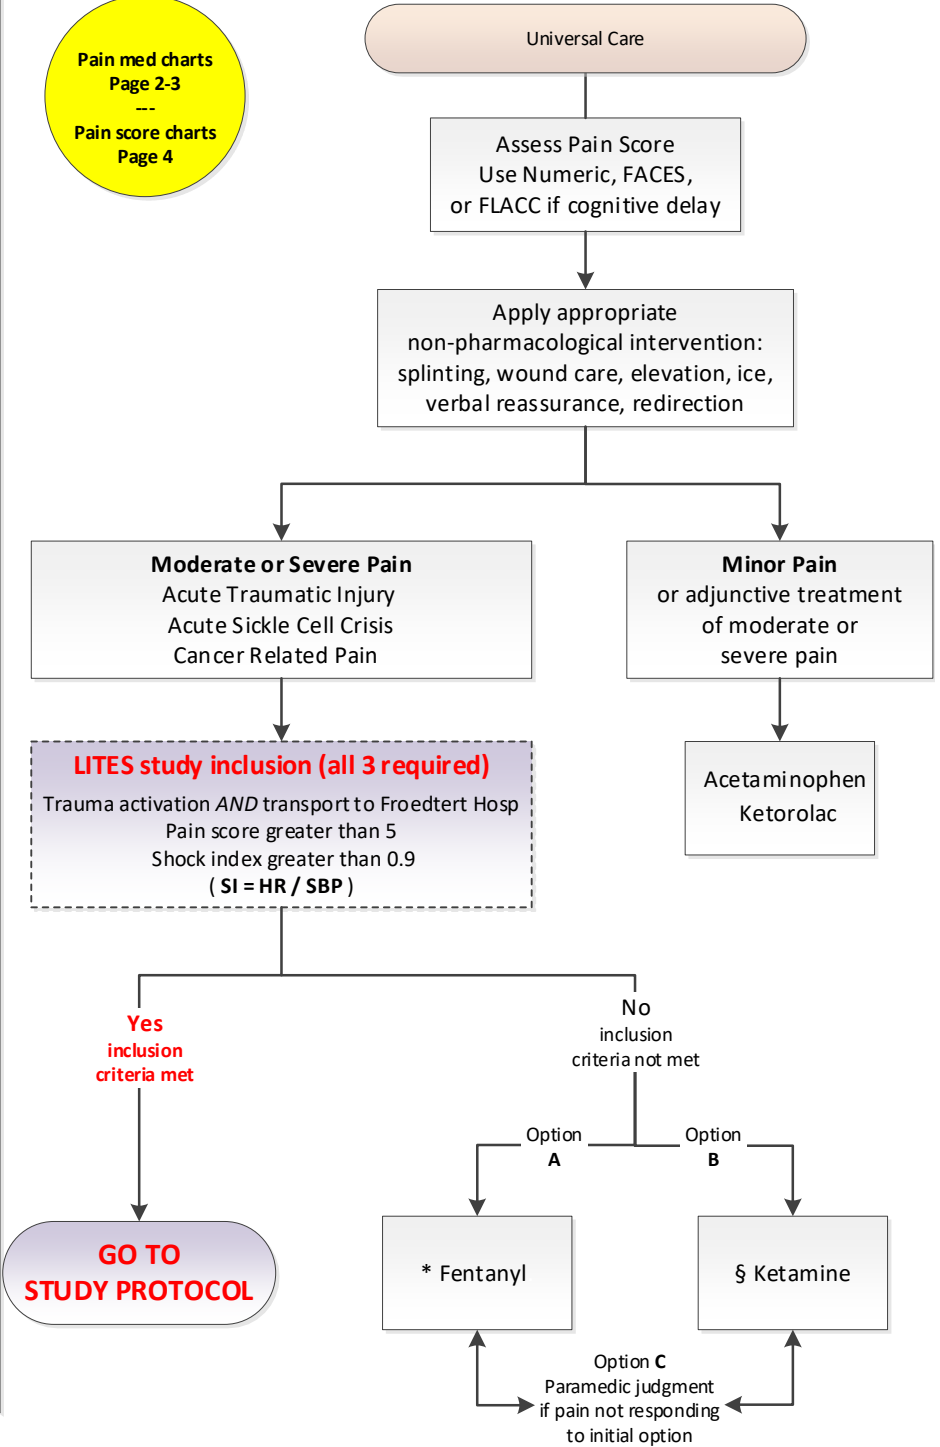 Pain med charts
Page 2-3
---
Pain score charts
Page 4
Universal Care
Assess Pain Score
Use Numeric, FACES,
or FLACC if cognitive delay
Apply appropriate
non-pharmacological intervention:
splinting, wound care, elevation, ice,
verbal reassurance, redirection
Moderate or Severe Pain
Acute Traumatic Injury
Acute Sickle Cell Crisis
Cancer Related Pain
Minor Pain
or adjunctive treatment
of moderate or
severe pain
LITES study inclusion (all 3 required)
Trauma activation AND transport to Froedtert Hosp
Pain score greater than 5
Shock index greater than 0.9
( SI = HR / SBP )
Acetaminophen
Ketorolac
Yes
inclusion
criteria met
No
inclusion
criteria not met
Option
A
Option
B
GO TO
STUDY PROTOCOL
* Fentanyl
§ Ketamine
Option C
Paramedic judgment
if pain not responding
to initial option